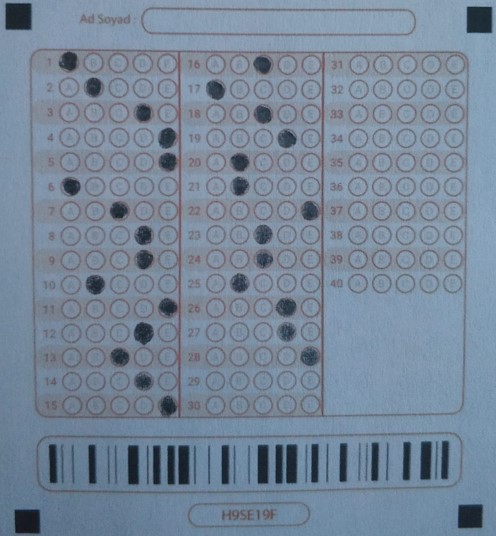 Ad Soyad :
1 B C D E 16 A B D E 31 A B C D E
2 A C D E 17 B C D E 32 A B C D E
3 A B C E 18 A B D E 33 A B C D E
4 A B C D 19 A B C E 34 A B C D E
5 A B C D 20 A C D E 35 A B C D E
6 B C D E 21 A C D E 36 A B C D E
7 A B D E 22 A B C D 37 A B C D E
8 A B C E 23 A B D E 38 A B C D E
9 A B C E 24 A B D E 39 A B C D E
10 A C D E 25 A C D E 40 A B C D E
11 A B C D 26 A B C E
12 A B C E 27 A B C E
13 A B D E 28 A B C D
14 A B C E 29 A B C D E
15 A B C D 30 A B C D E
H9SE19F